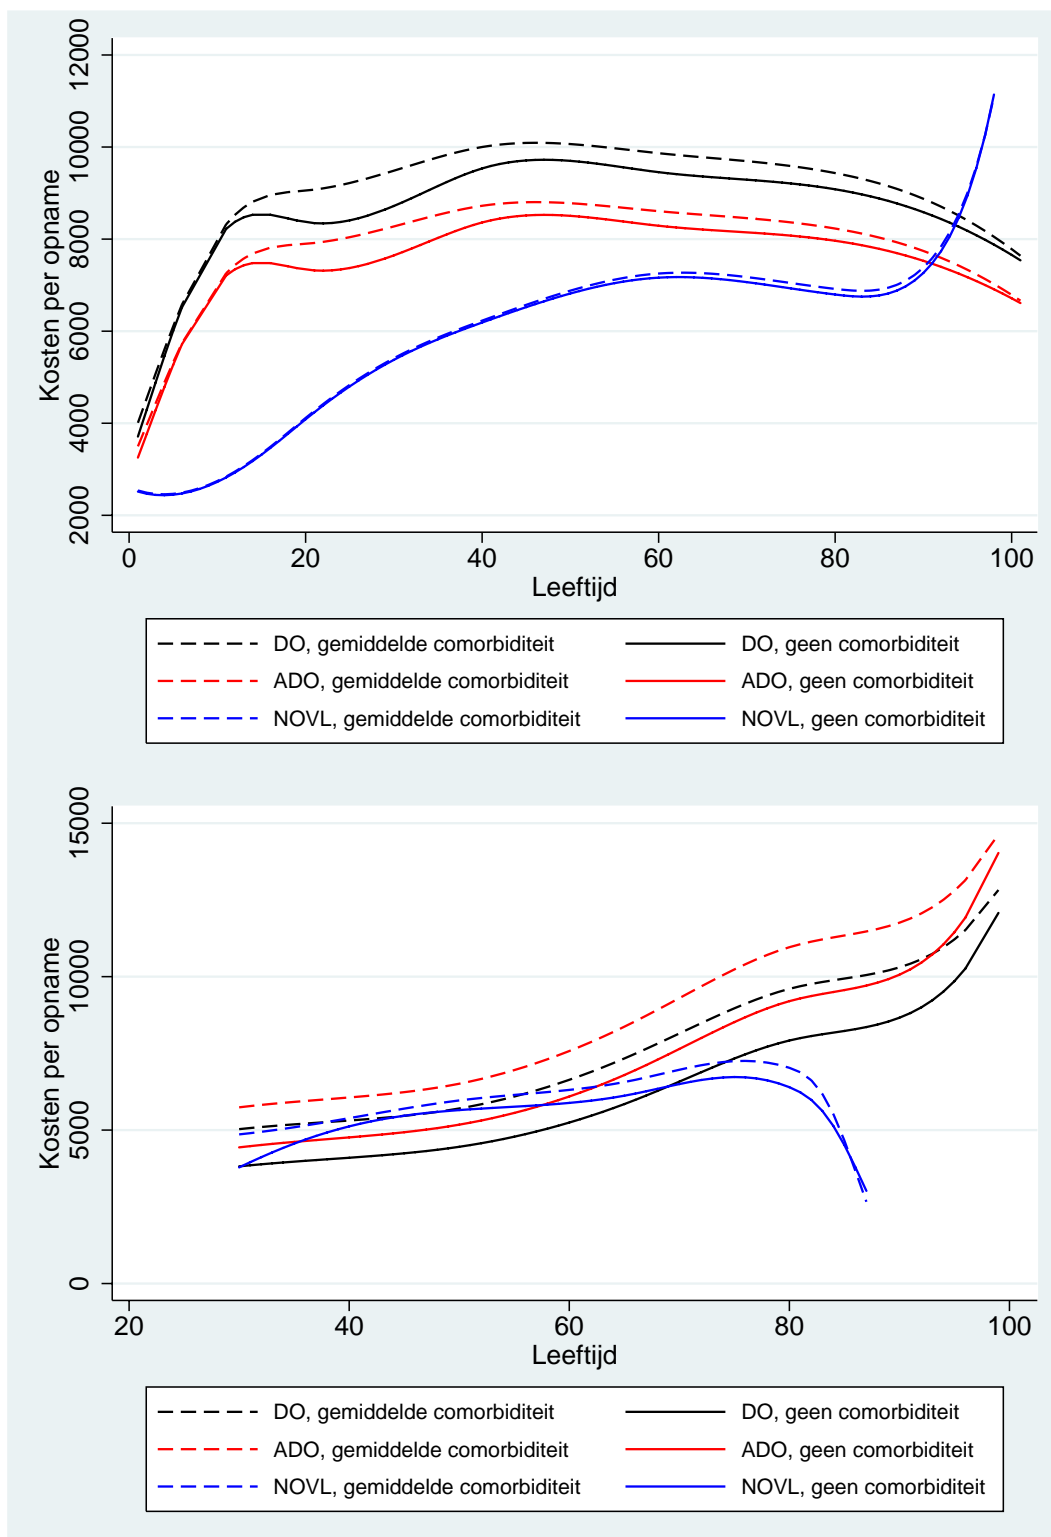 12000
10000
8000
6000
4000
2000
Kosten per opname
0 20 40 60 80 100
Leeftijd
DO, gemiddelde comorbiditeit DO, geen comorbiditeit
ADO, gemiddelde comorbiditeit ADO, geen comorbiditeit
NOVL, gemiddelde comorbiditeit NOVL, geen comorbiditeit
15000
10000
5000
0
Kosten per opname
20 40 60 80 100
Leeftijd
DO, gemiddelde comorbiditeit DO, geen comorbiditeit
ADO, gemiddelde comorbiditeit ADO, geen comorbiditeit
NOVL, gemiddelde comorbiditeit NOVL, geen comorbiditeit